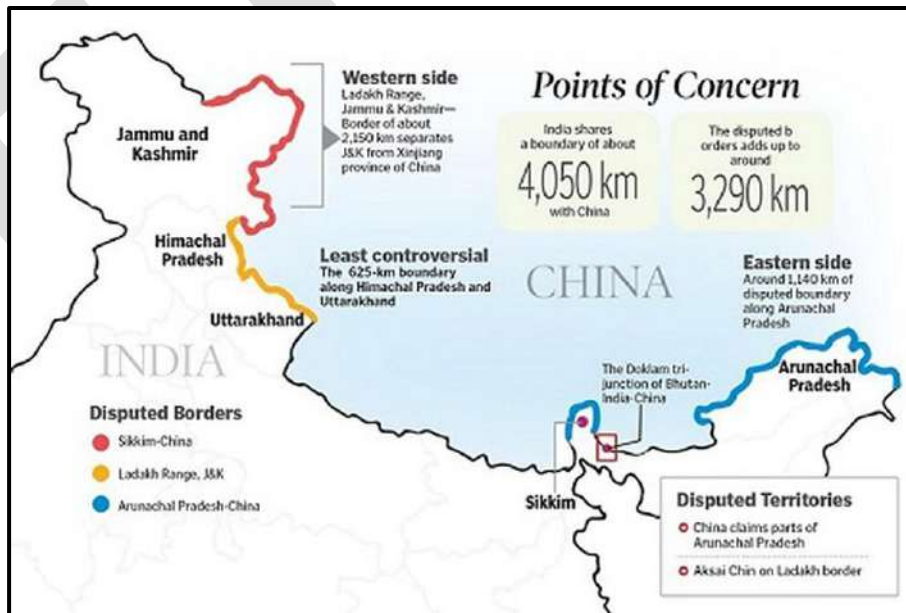 Points of Concern
Western side
Ladakh Range,
Jammu & Kashmir—
Border of about
2,150 km separates
J&K from Xinjiang
province of China
India shares
a boundary of about
4,050 km
with China
The disputed b
orders adds up to
around
3,290 km
Jammu and
Kashmir
Himachal
Pradesh
Least controversial
The 625-km boundary
along Himachal Pradesh and
Uttarakhand
Uttarakhand
CHINA
Eastern side
Around 1,140 km of
disputed boundary
along Arunachal
Pradesh
INDIA
The Doklam tri-
junction of Bhutan-
India-China
Arunachal
Pradesh
Sikkim
Disputed Borders
Sikkim-China
Ladakh Range, J&K
Arunachal Pradesh-China
Disputed Territories
China claims parts of
Arunachal Pradesh
Aksai Chin on Ladakh border